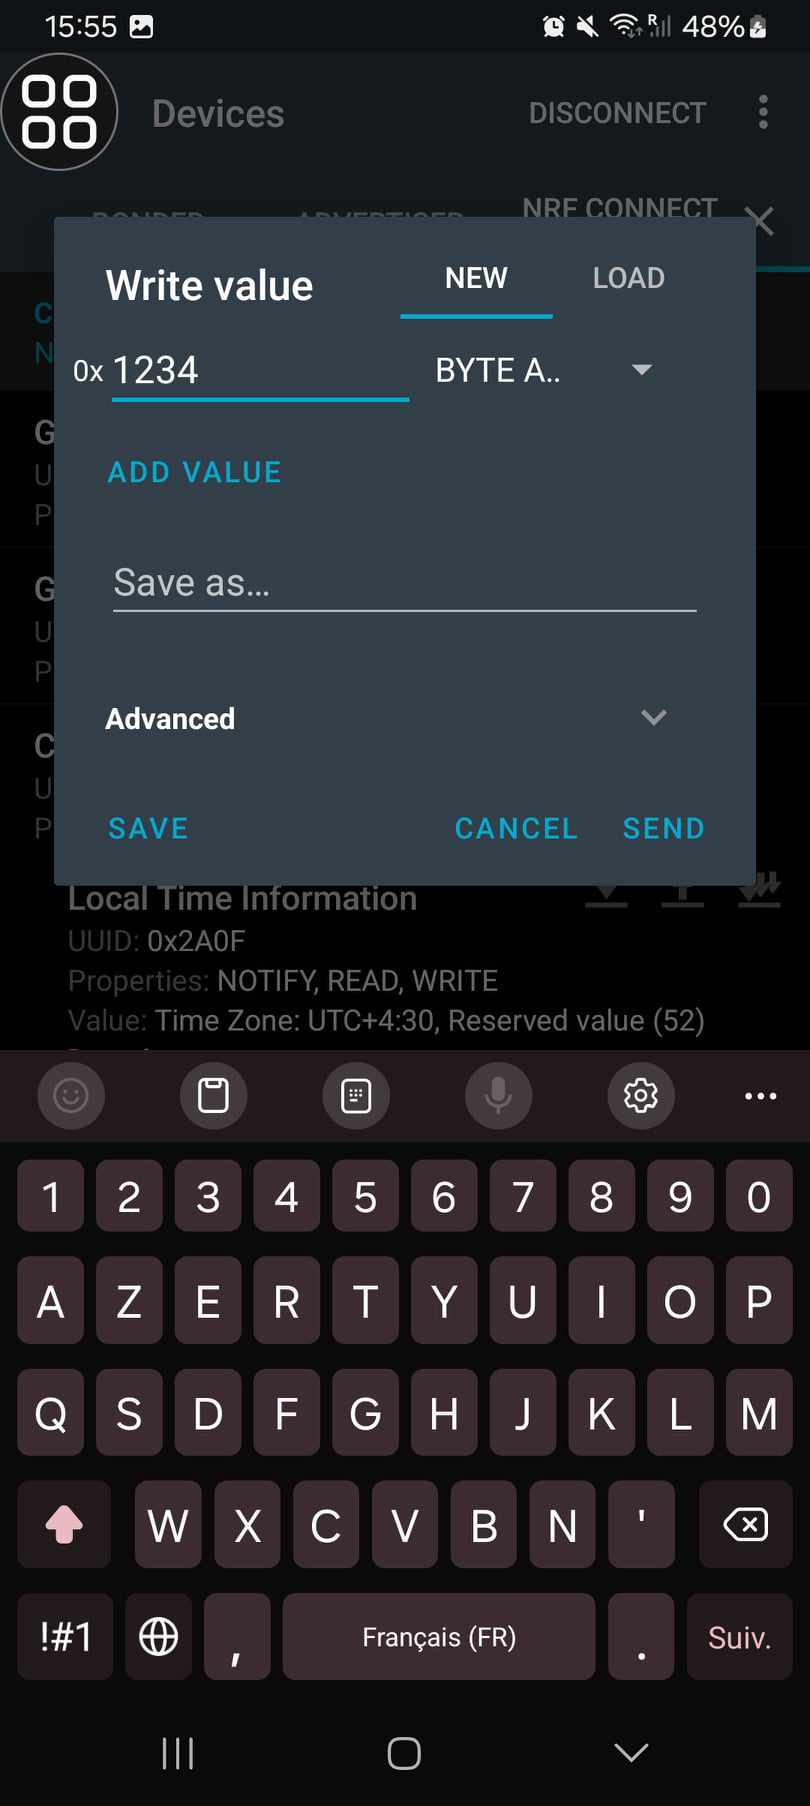 15:55 48%
Devices DISCONNECT
BONDED ADVERTISER NRF CONNECT
Write value NEW LOAD
0x 1234 BYTE A..
ADD VALUE
Save as...
Advanced
SAVE CANCEL SEND
C
N
G
U
P
G
U
P
C
U
P
Local Time Information
UUID: 0x2A0F
Properties: NOTIFY, READ, WRITE
Value: Time Zone: UTC+4:30, Reserved value (52)
1 2 3 4 5 6 7 8 9 0
A Z E R T Y U I O P
Q S D F G H J K L M
W X C V B N '
!#1 , Français (FR) . Suiv.